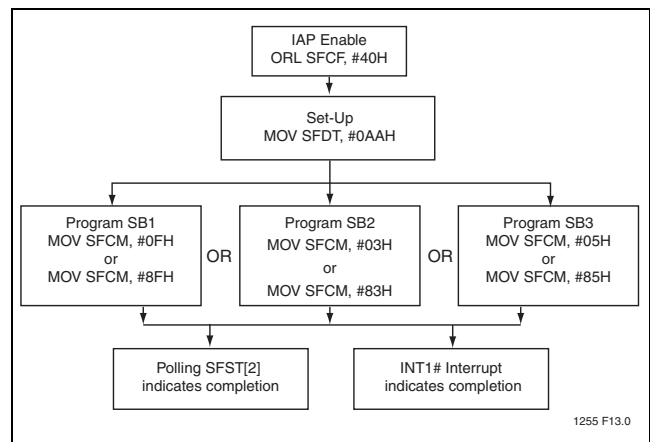 IAP Enable
ORL SFCF, #40H
Set-Up
MOV SFDT, #0AAH
Program SB1
MOV SFCM, #0FH
or
MOV SFCM, #8FH
OR
Program SB2
MOV SFCM, #03H
or
MOV SFCM, #83H
OR
Program SB3
MOV SFCM, #05H
or
MOV SFCM, #85H
Polling SFST[2]
indicates completion
INT1# Interrupt
indicates completion
1255 F13.0